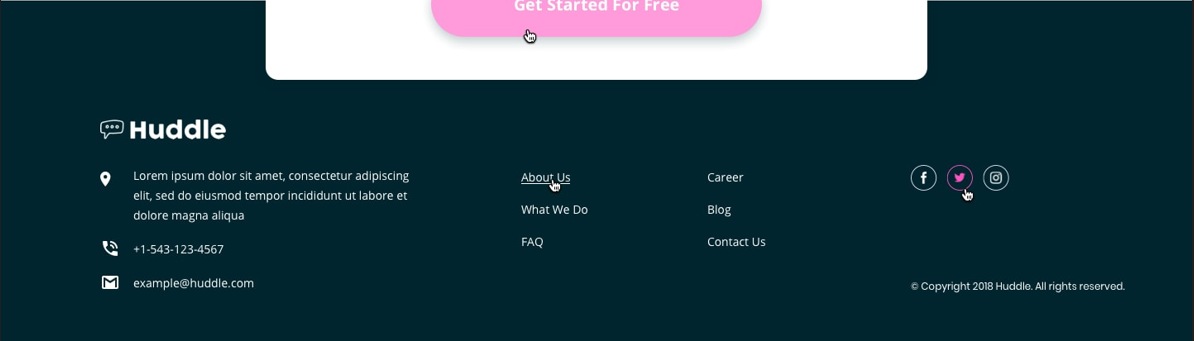 Get Started For Free
Huddle
Lorem ipsum dolor sit amet, consectetur adipiscing
elit, sed do eiusmod tempor incididunt ut labore et
dolore magna aliqua
+1-543-123-4567
example@huddle.com
About Us
What We Do
FAQ
Career
Blog
Contact Us
© Copyright 2018 Huddle. All rights reserved.